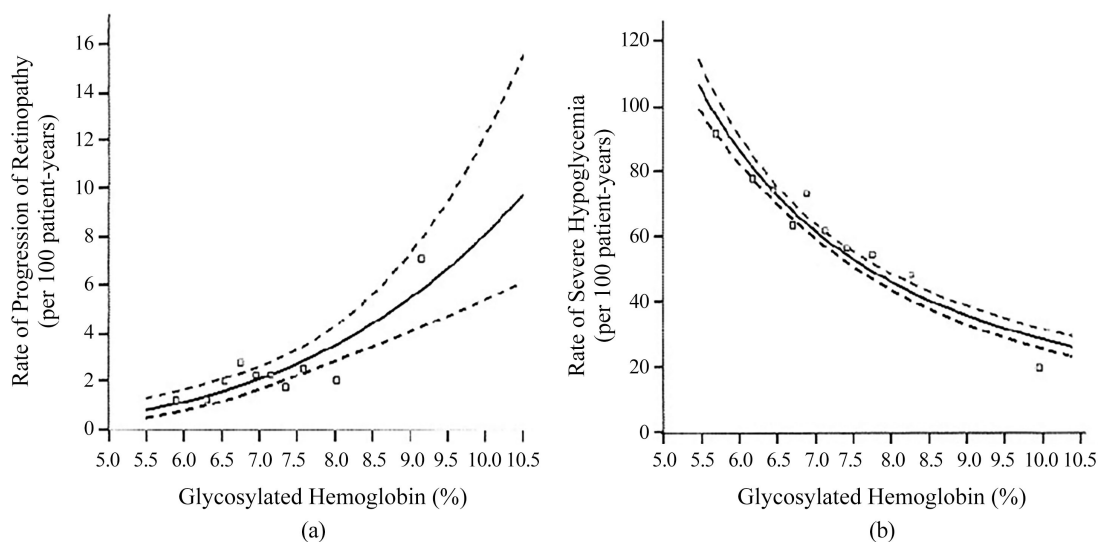 Rate of Progression of Retinopathy
(per 100 patient-years)
16
14
12
10
8
6
4
2
0
5.0 5.5 6.0 6.5 7.0 7.5 8.0 8.5 9.0 9.5 10.0 10.5
Glycosylated Hemoglobin (%)
(a)
Rate of Severe Hypoglycemia
(per 100 patient-years)
120
100
80
60
40
20
0
5.0 5.5 6.0 6.5 7.0 7.5 8.0 8.5 9.0 9.5 10.0 10.5
Glycosylated Hemoglobin (%)
(b)